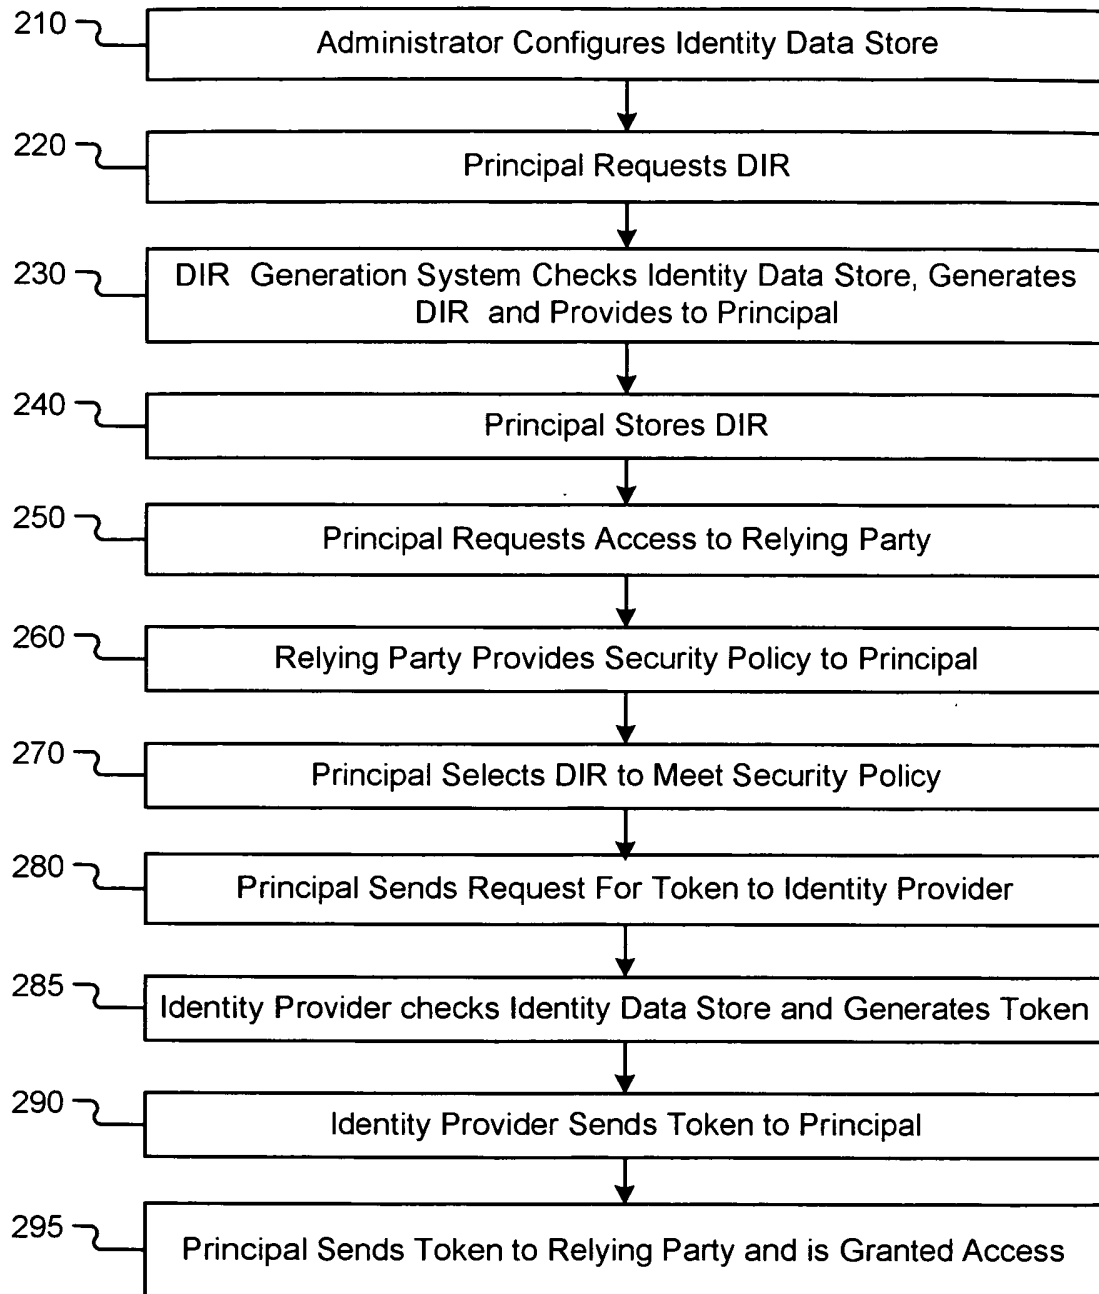 210
Administrator Configures Identity Data Store
220
Principal Requests DIR
230
DIR Generation System Checks Identity Data Store, Generates
DIR and Provides to Principal
240
Principal Stores DIR
250
Principal Requests Access to Relying Party
260
Relying Party Provides Security Policy to Principal
270
Principal Selects DIR to Meet Security Policy
280
Principal Sends Request For Token to Identity Provider
285
Identity Provider checks Identity Data Store and Generates Token
290
Identity Provider Sends Token to Principal
295
Principal Sends Token to Relying Party and is Granted Access